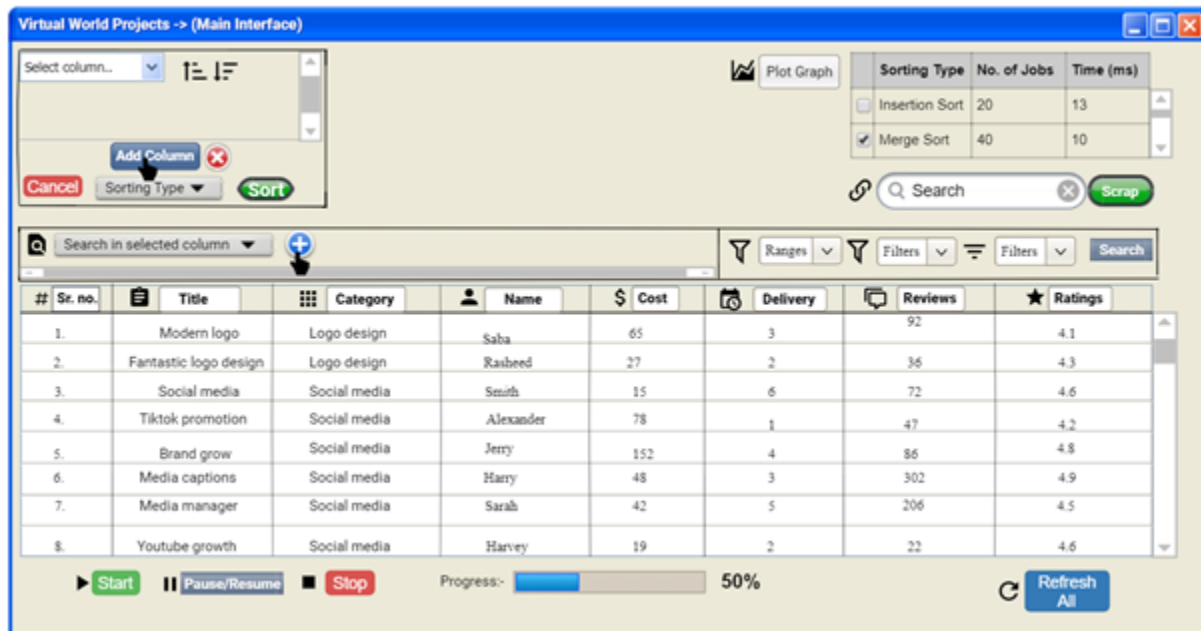 Virtual World Projects -> (Main Interface)
Select column...
Plot Graph
Sorting Type No. of Jobs Time (ms)
Insertion Sort 20 13
Merge Sort 40 10
Add Column
Cancel Sorting Type Sort
Search Scrap
Search in selected column Ranges Filters Filters Search
# Sr. no. Title Category Name $ Cost Delivery Reviews Ratings
1. Modern logo Logo design Saba 65 3 92 4.1
2. Fantastic logo design Logo design Rasheed 27 2 36 4.3
3. Social media Social media Smith 15 6 72 4.6
4. Tiktok promotion Social media Alexander 78 1 47 4.2
5. Brand grow Social media Jerry 152 4 86 4.8
6. Media captions Social media Harry 48 3 302 4.9
7. Media manager Social media Sarah 42 5 206 4.5
8. Youtube growth Social media Harvey 19 2 22 4.6
Start Pause/Resume Stop Progress:- 50% Refresh
All